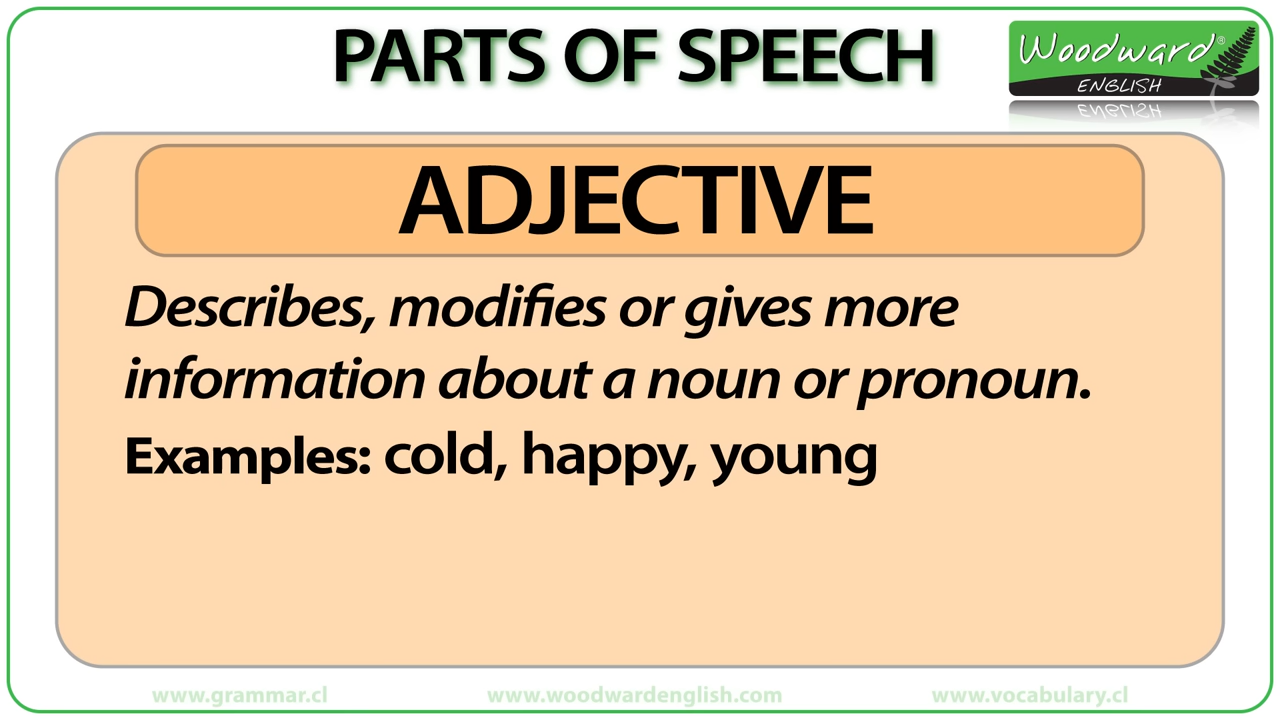 PARTS OF SPEECH
Woodward®
ENGLISH
ADJECTIVE
Describes, modifies or gives more
information about a noun or pronoun.
Examples: cold, happy, young
www.grammar.cl www.woodwardenglish.com www.vocabulary.cl